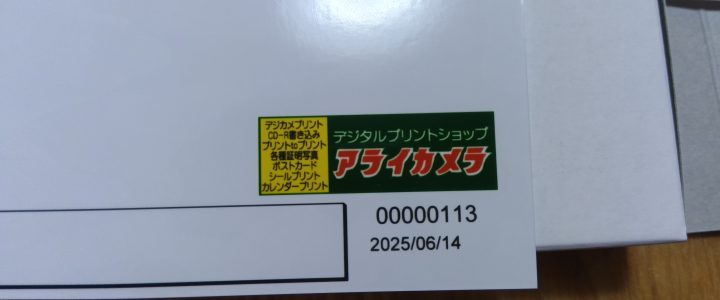 デジカメプリント
CD-R書き込み
プリントtoプリント
各種証明写真
ポストカード
シールプリント
カレンダープリント
デジタルプリントショップ
アライカメラ
00000113
2025/06/14